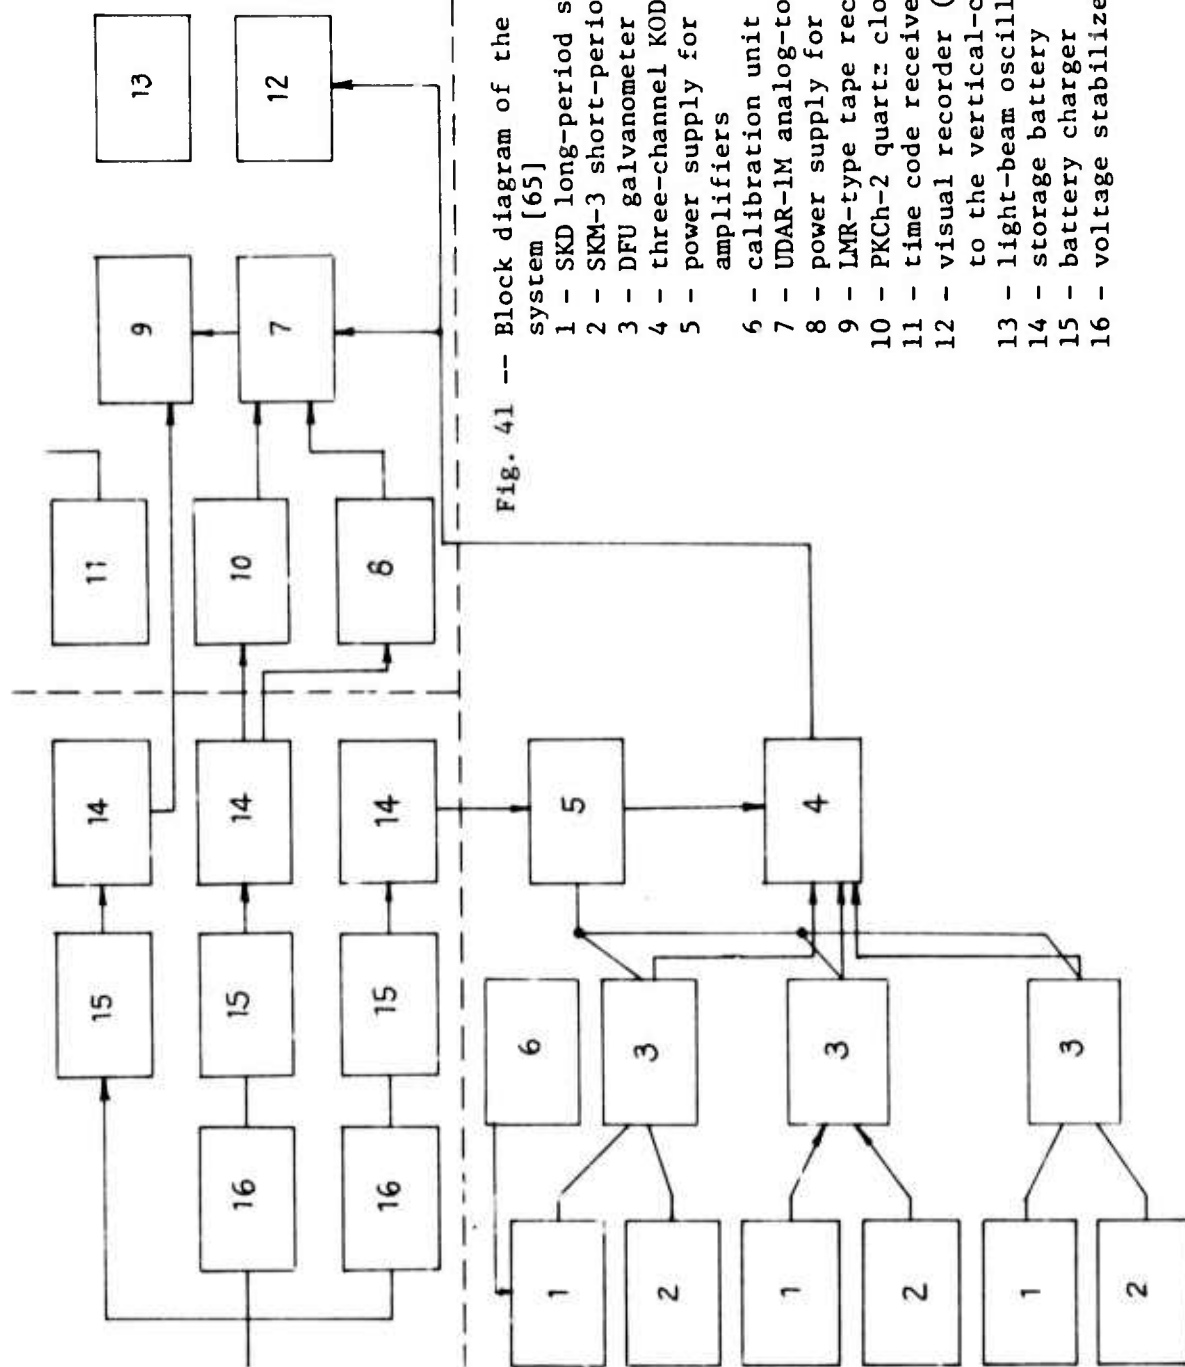 15
14
11
9
13
16
15
14
10
7
12
16
15
14
8
6
1
5
3
2
1
4
3
2
1
3
2
Fig. 41 -- Block diagram of the
system [65]
1 - SKD long-period s
2 - SKM-3 short-perio
3 - DFU galvanometer
4 - three-channel KOD
5 - power supply for
amplifiers
6 - calibration unit
7 - UDAR-1M analog-to
8 - power supply for
9 - LMR-type tape rec
10 - PKCh-2 quartz clo
11 - time code receive
12 - visual recorder (
to the vertical-c
13 - light-beam oscill
14 - storage battery
15 - battery charger
16 - voltage stabilize